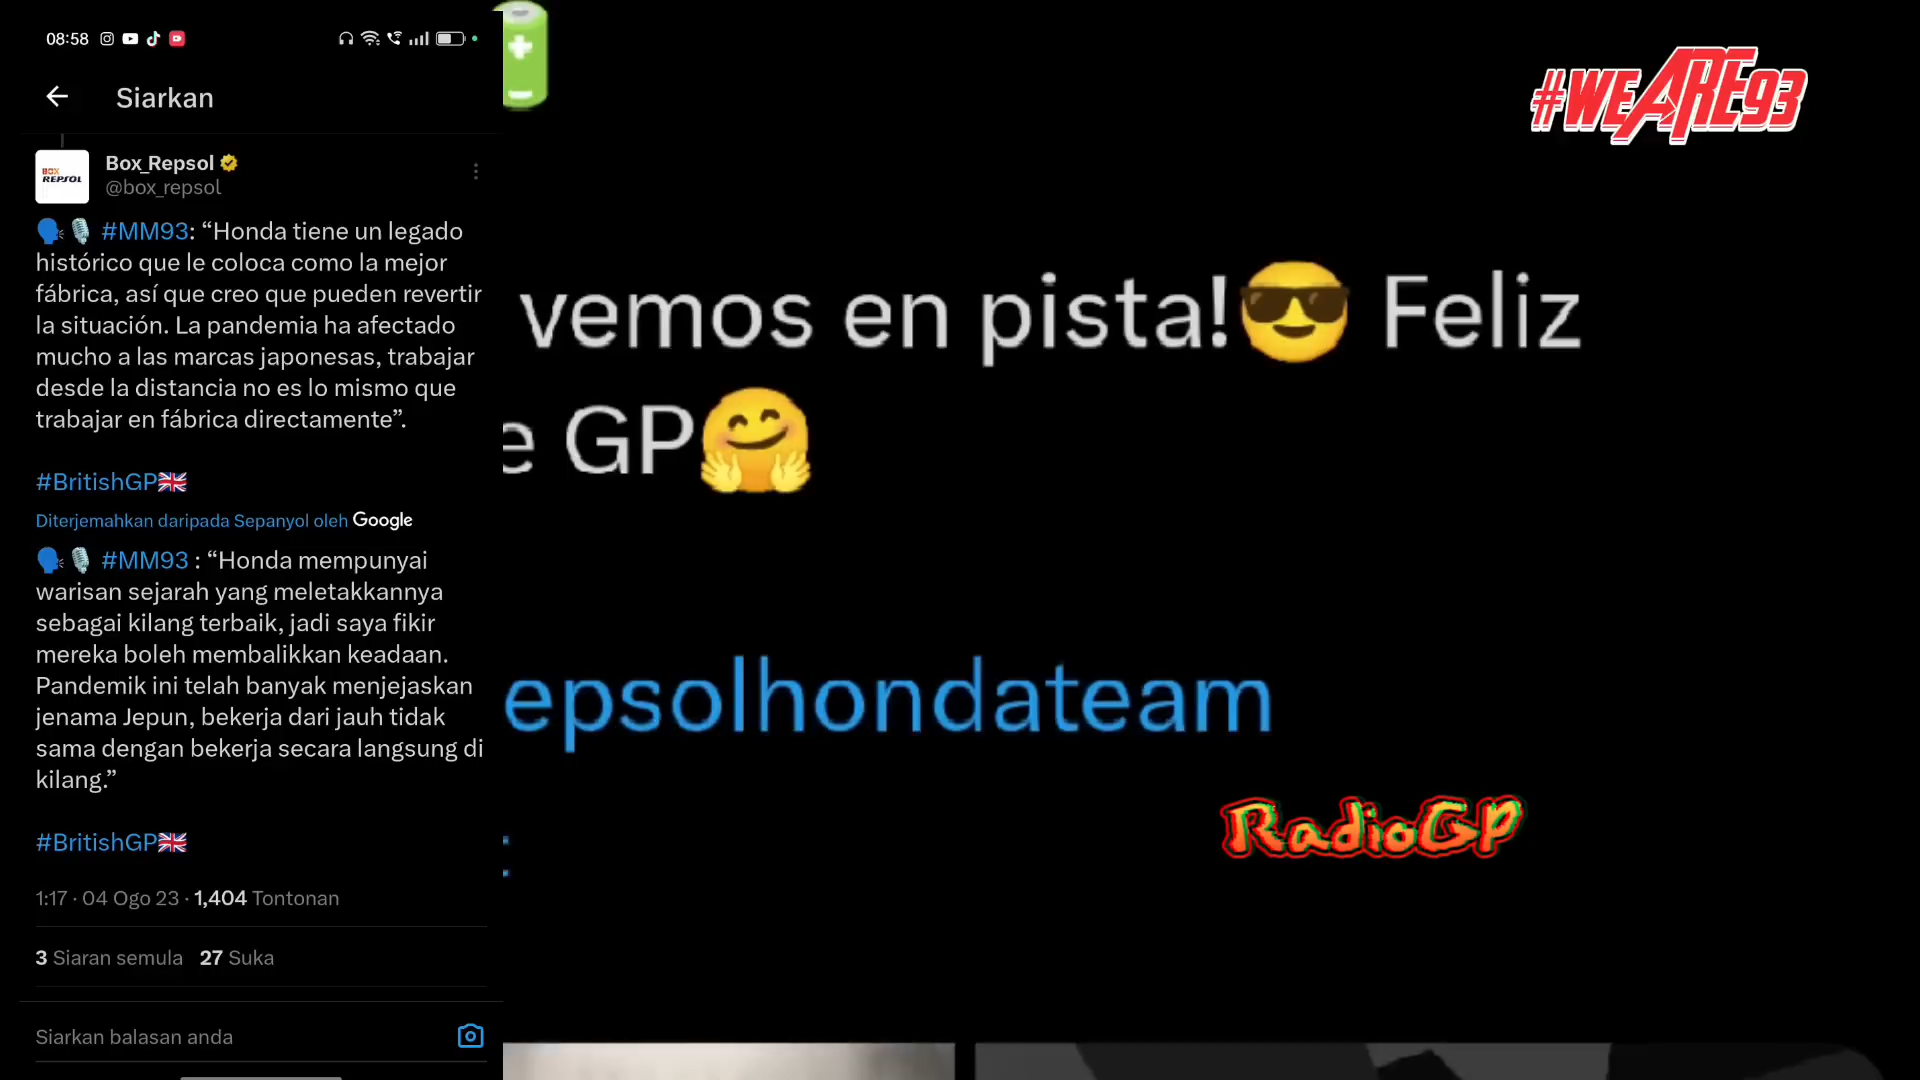 08:58
Siarkan
Box_Repsol
@box_repsol
BOX
REPSOL
🗣️🎙️ #MM93: “Honda tiene un legado
histórico que le coloca como la mejor
fábrica, así que creo que pueden revertir
la situación. La pandemia ha afectado
mucho a las marcas japonesas, trabajar
desde la distancia no es lo mismo que
trabajar en fábrica directamente”.
#BritishGP🇬🇧
Diterjemahkan daripada Sepanyol oleh Google
🗣️🎙️ #MM93 : “Honda mempunyai
warisan sejarah yang meletakkannya
sebagai kilang terbaik, jadi saya fikir
mereka boleh membalikkan keadaan.
Pandemik ini telah banyak menjejaskan
jenama Jepun, bekerja dari jauh tidak
sama dengan bekerja secara langsung di
kilang.”
#BritishGP🇬🇧
1:17 · 04 Ogo 23 · 1,404 Tontonan
3 Siaran semula 27 Suka
Siarkan balasan anda
#WEARE93
vemos en pista!😎 Feliz
e GP🤗
epsolhondateam
RadioGP